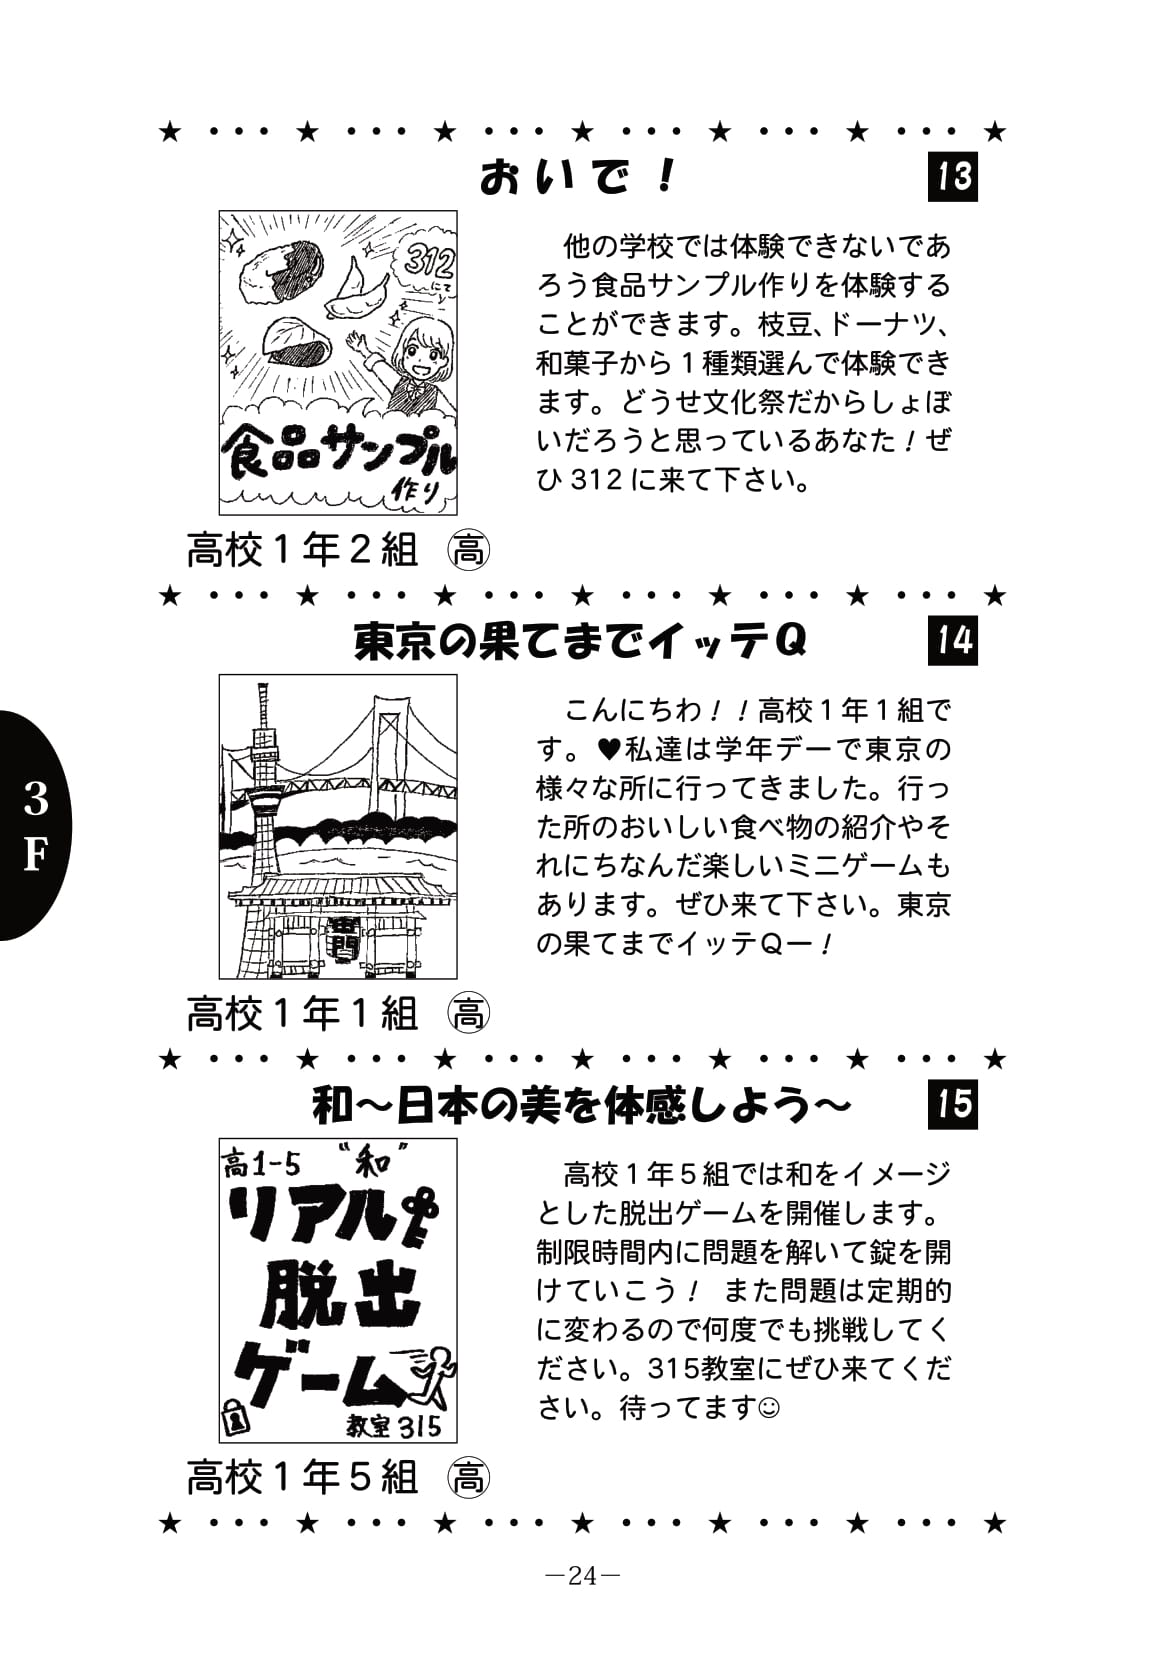 おいで！
13
312
にて
食品サンプル
作り
他の学校では体験できないであ
ろう食品サンプル作りを体験する
ことができます。枝豆、ドーナツ、
和菓子から１種類選んで体験でき
ます。どうせ文化祭だからしょぼ
いだろうと思っているあなた！ぜ
ひ 312 に来て下さい。
高校１年２組 ㊤高
東京の果てまでイッテＱ
14
こんにちわ！！高校１年１組で
す。♥私達は学年デーで東京の
様々な所に行ってきました。行っ
た所のおいしい食べ物の紹介やそ
れにちなんだ楽しいミニゲームも
あります。ぜひ来て下さい。東京
の果てまでイッテＱー！
高校１年１組 高
3
F
和～日本の美を体感しよう～
15
高1-5 “和”
リアル
脱出
ゲーム
教室315
高校１年５組では和をイメージ
とした脱出ゲームを開催します。
制限時間内に問題を解いて錠を開
けていこう！ また問題は定期的
に変わるので何度でも挑戦してく
ださい。315教室にぜひ来てくだ
さい。待ってます☺
高校１年５組 高
－24－